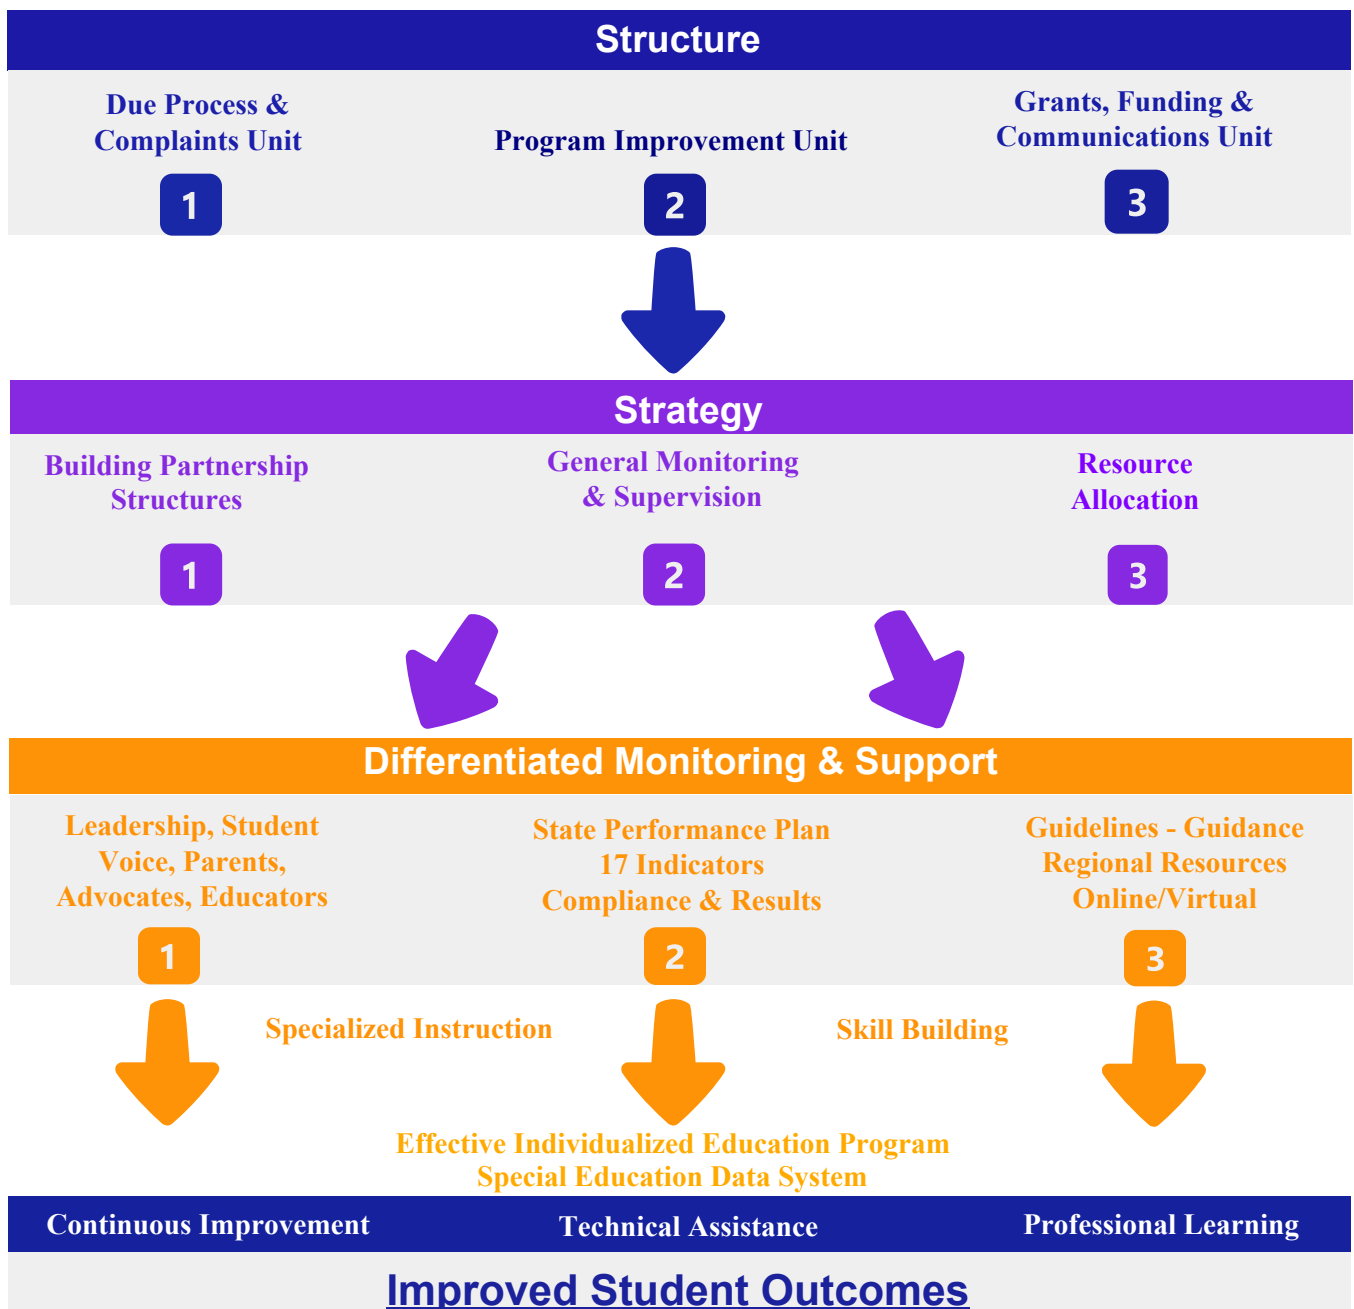 Structure
Due Process &
Complaints Unit
Program Improvement Unit
Grants, Funding &
Communications Unit
1
2
3
Strategy
Building Partnership
Structures
General Monitoring
& Supervision
Resource
Allocation
1
2
3
Differentiated Monitoring & Support
Leadership, Student
Voice, Parents,
Advocates, Educators
State Performance Plan
17 Indicators
Compliance & Results
Guidelines - Guidance
Regional Resources
Online/Virtual
1
2
3
Specialized Instruction
Skill Building
Effective Individualized Education Program
Special Education Data System
Continuous Improvement
Technical Assistance
Professional Learning
Improved Student Outcomes